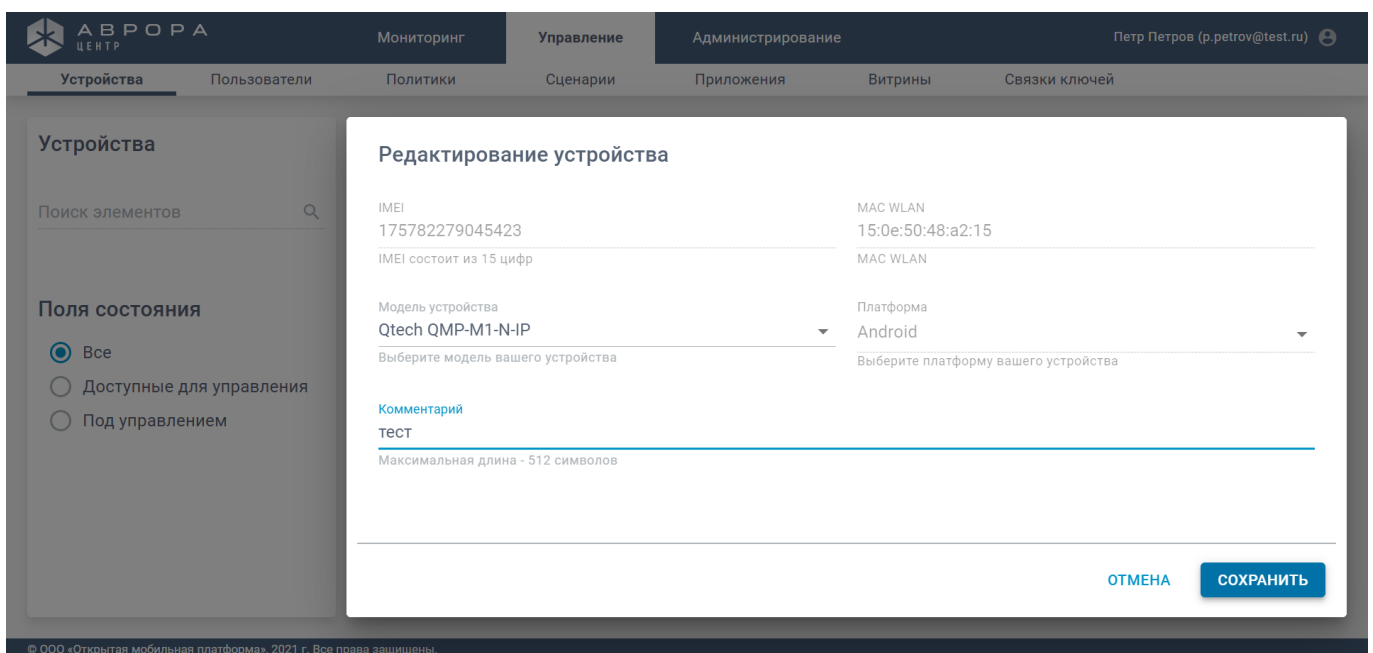 АВРОРА
ЦЕНТР
Мониторинг
Управление
Администрирование
Петр Петров (p.petrov@test.ru)
Устройства
Пользователи
Политики
Сценарии
Приложения
Витрины
Связки ключей
Устройства
Поиск элементов
Поля состояния
Все
Доступные для управления
Под управлением
Редактирование устройства
IMEI
175782279045423
IMEI состоит из 15 цифр
MAC WLAN
15:0e:50:48:a2:15
MAC WLAN
Модель устройства
Qtech QMP-M1-N-IP
Выберите модель вашего устройства
Платформа
Android
Выберите платформу вашего устройства
Комментарий
тест
Максимальная длина - 512 символов
ОТМЕНА
СОХРАНИТЬ
© ООО «Открытая мобильная платформа», 2021 г. Все права защищены.